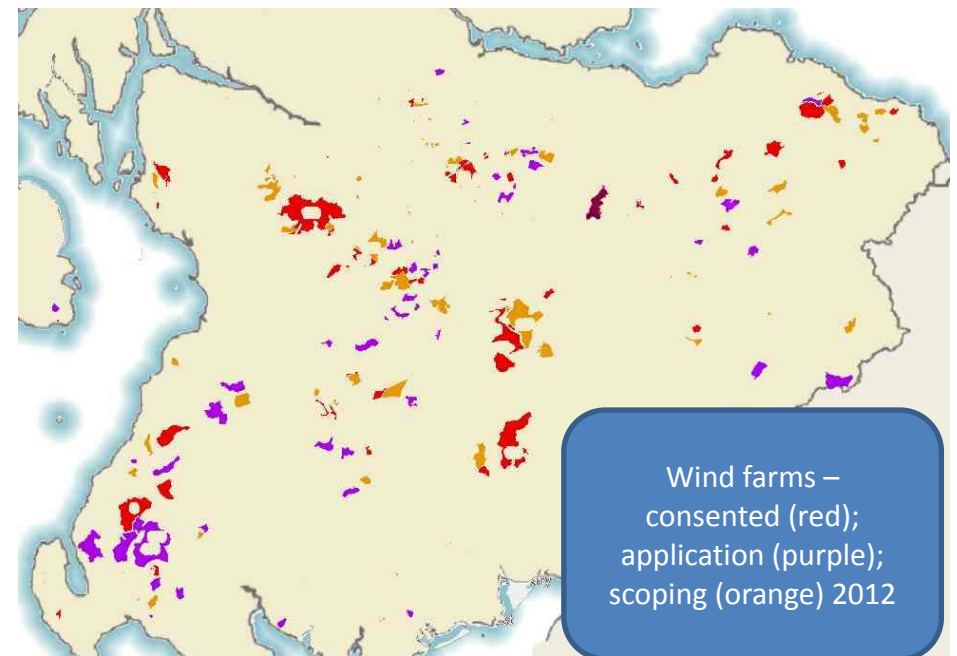 Wind farms –
consented (red);
application (purple);
scoping (orange) 2012